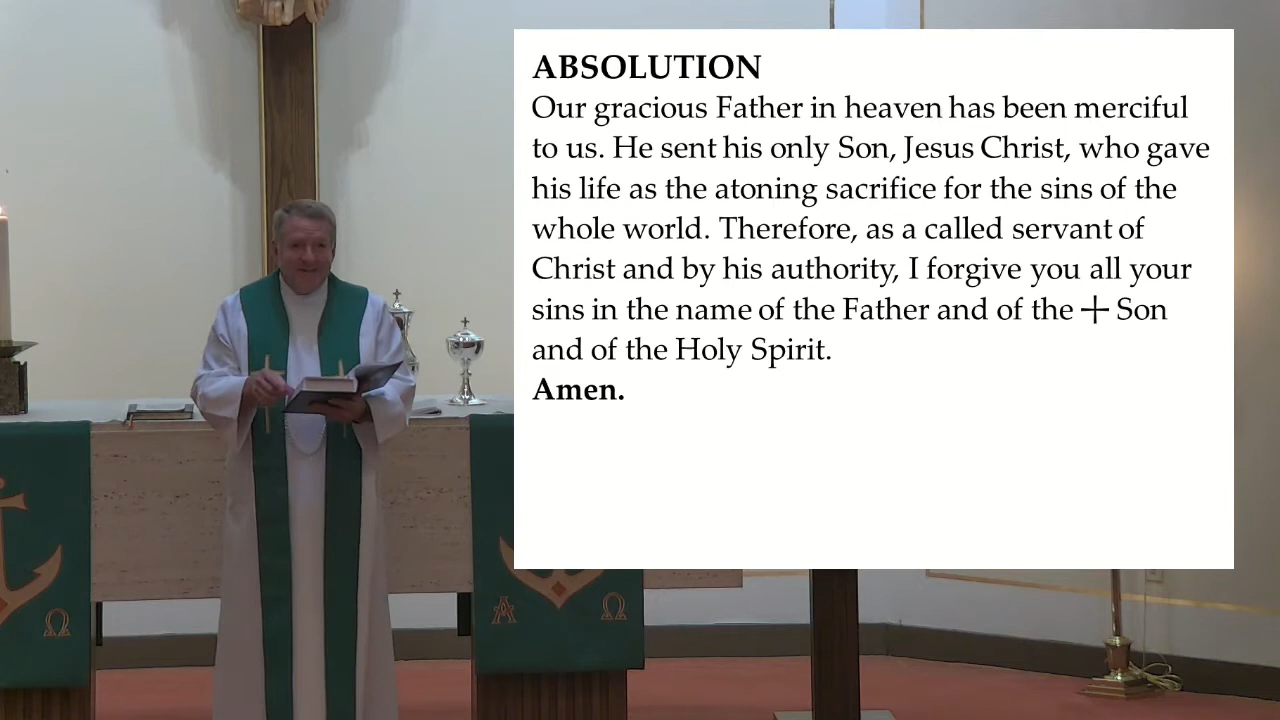 ABSOLUTION
Our gracious Father in heaven has been merciful
to us. He sent his only Son, Jesus Christ, who gave
his life as the atoning sacrifice for the sins of the
whole world. Therefore, as a called servant of
Christ and by his authority, I forgive you all your
sins in the name of the Father and of the ┼ Son
and of the Holy Spirit.
Amen.
Ω
Α Ω